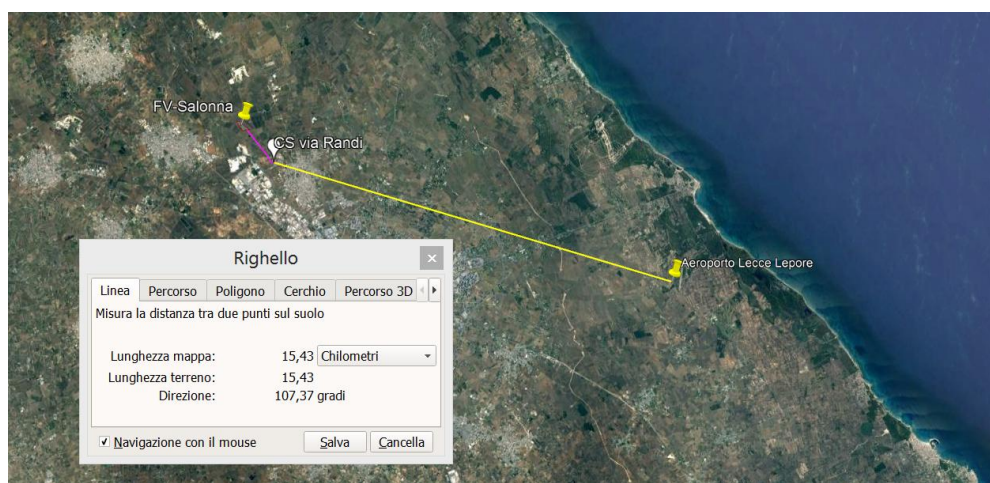 FV-Salonna
CS via Randi
Aeroporto Lecce Lepore
Righello
Linea Percorso Poligono Cerchio Percorso 3D
Misura la distanza tra due punti sul suolo
Lunghezza mappa: 15,43 Chilometri
Lunghezza terreno: 15,43
Direzione: 107,37 gradi
Navigazione con il mouse Salva Cancella